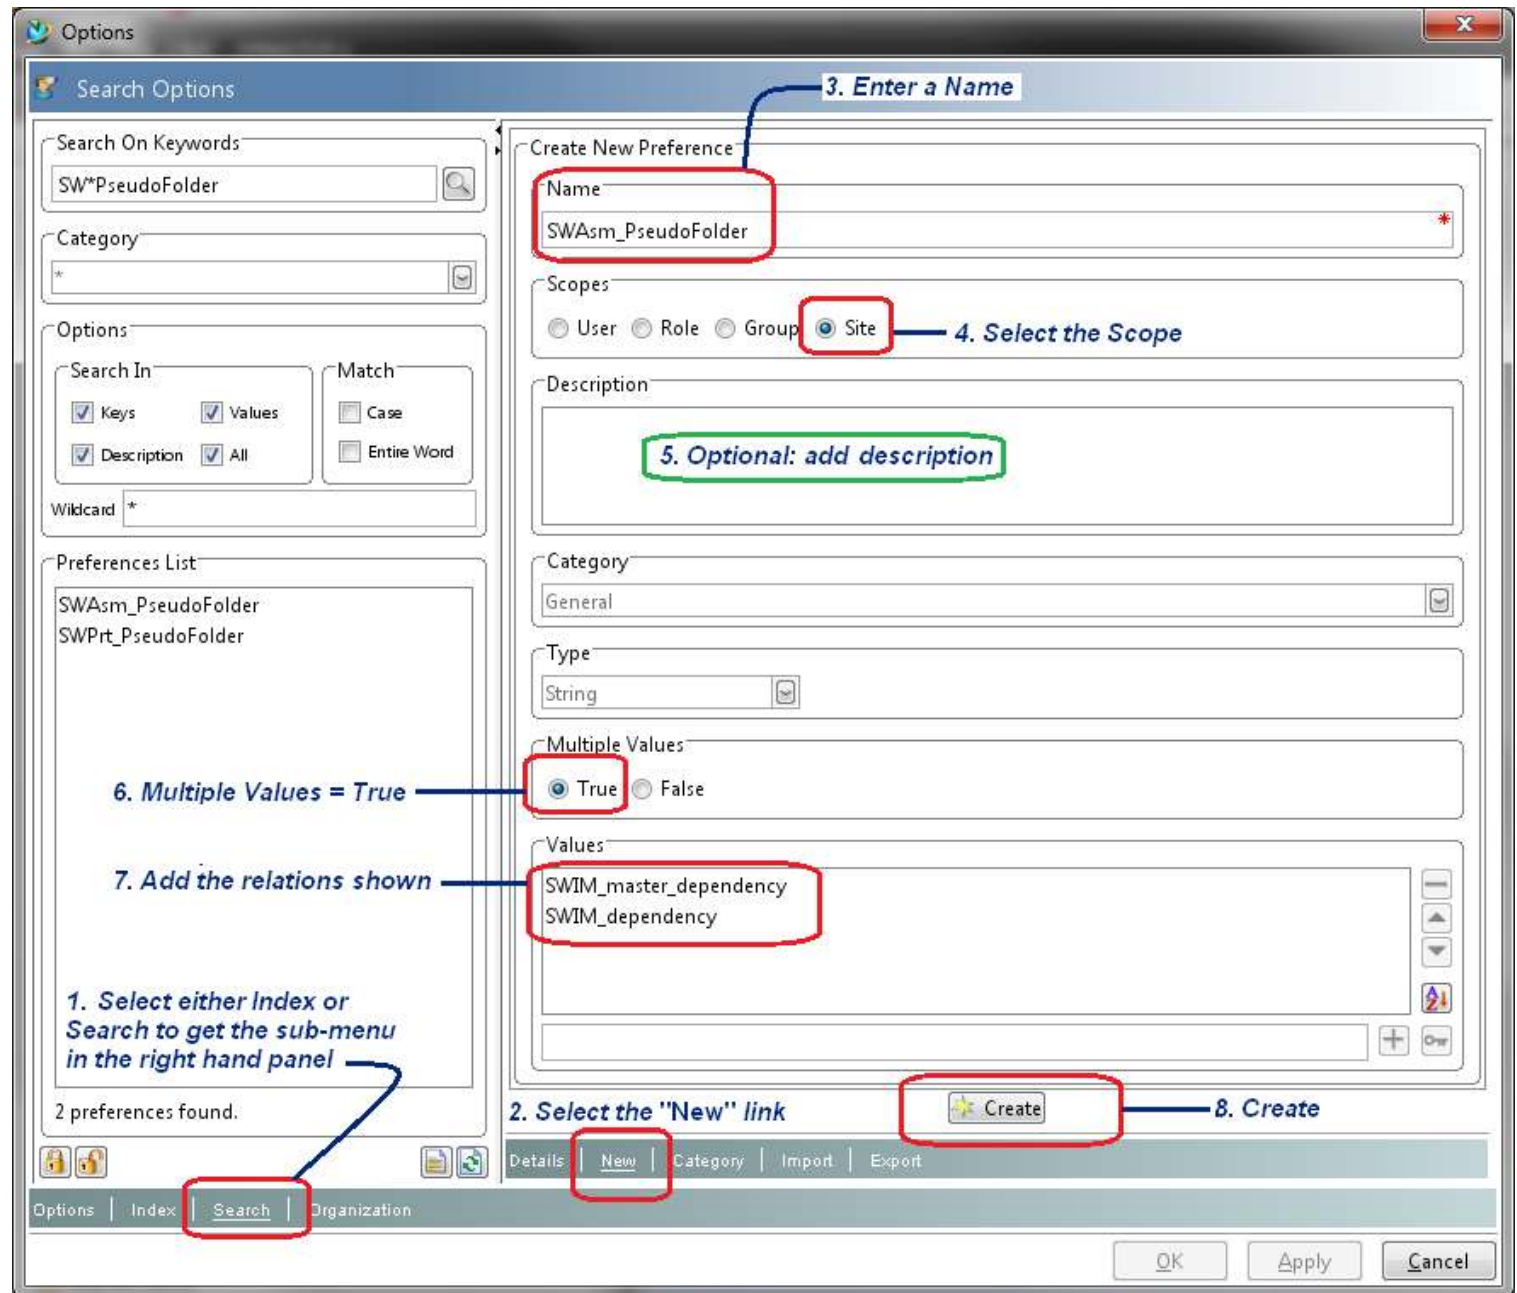 Options
Search Options
3. Enter a Name
Search On Keywords
SW*PseudoFolder
Category
*
Options
Search In
Match
Keys
Values
Case
Description
All
Entire Word
Wildcard
*
Preferences List
SWAsm_PseudoFolder
SWPrt_PseudoFolder
6. Multiple Values = True
7. Add the relations shown
1. Select either Index or
Search to get the sub-menu
in the right hand panel
2 preferences found.
Create New Preference
Name
SWAsm_PseudoFolder
*
Scopes
User
Role
Group
Site
4. Select the Scope
Description
5. Optional: add description
Category
General
Type
String
Multiple Values
True
False
Values
SWIM_master_dependency
SWIM_dependency
2. Select the "New" link
Create
8. Create
Details | New | Category | Import | Export
Options | Index | Search | Organization
OK
Apply
Cancel